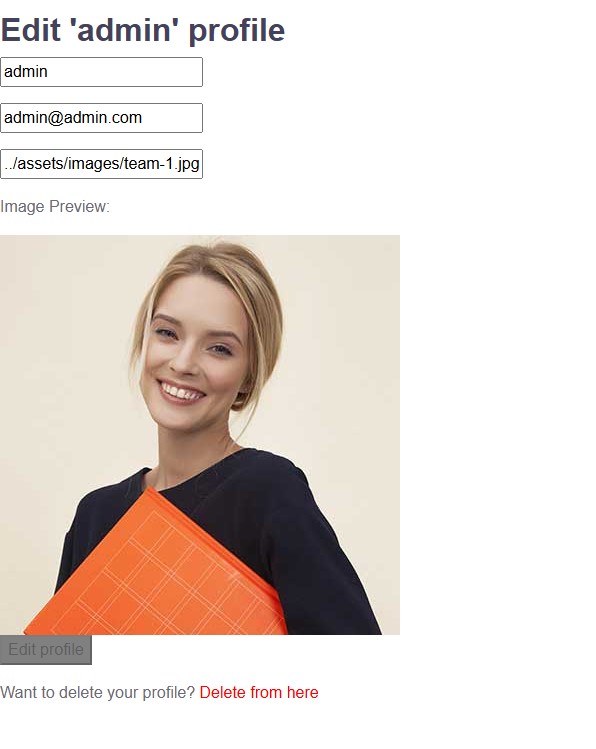 Edit 'admin' profile
admin
admin@admin.com
../assets/images/team-1.jpg
Image Preview:
Edit profile
Want to delete your profile? Delete from here